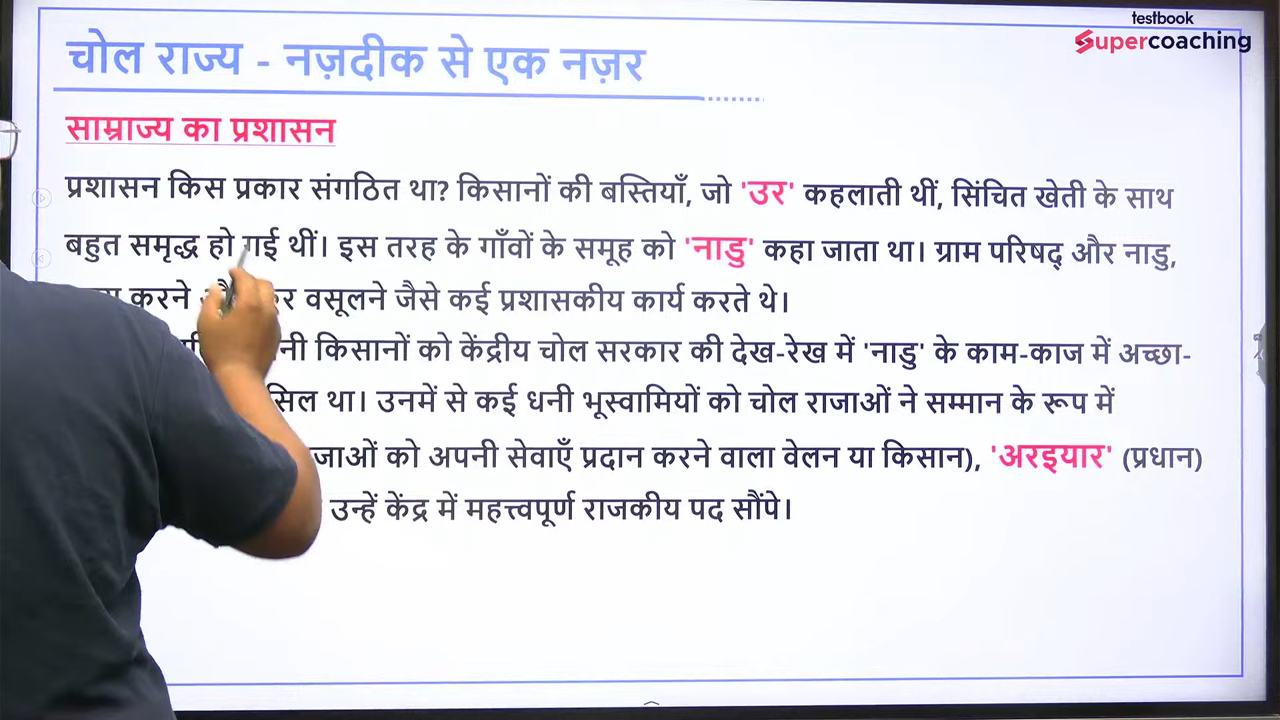 testbook
Supercoaching
चोल राज्य - नज़दीक से एक नज़र
साम्राज्य का प्रशासन
प्रशासन किस प्रकार संगठित था? किसानों की बस्तियाँ, जो 'उर' कहलाती थीं, सिंचित खेती के साथ
बहुत समृद्ध हो गई थीं। इस तरह के गाँवों के समूह को 'नाडु' कहा जाता था। ग्राम परिषद् और नाडु,
करने वसूलने जैसे कई प्रशासकीय कार्य करते थे।
किसानों को केंद्रीय चोल सरकार की देख-रेख में 'नाडु' के काम-काज में अच्छा-
था। उनमें से कई धनी भूस्वामियों को चोल राजाओं ने सम्मान के रूप में
को अपनी सेवाएँ प्रदान करने वाला वेलन या किसान), 'अरइयार' (प्रधान)
उन्हें केंद्र में महत्त्वपूर्ण राजकीय पद सौंपे।